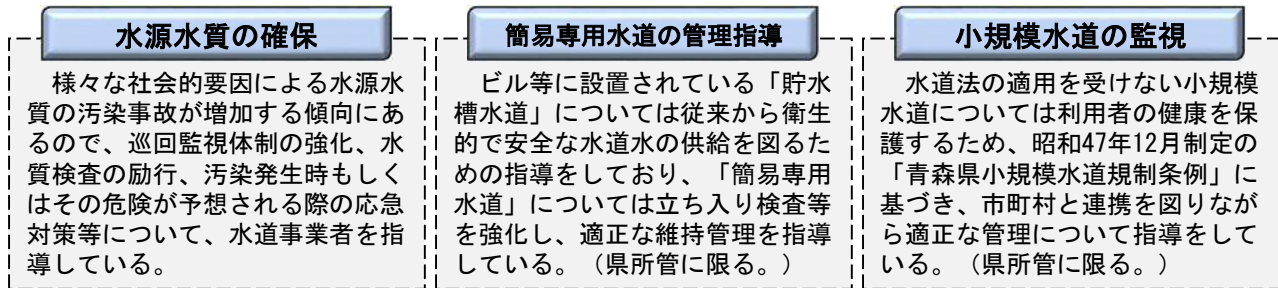 水源水質の確保
様々な社会的要因による水源水
質の汚染事故が増加する傾向にあ
るので、巡回監視体制の強化、水
質検査の励行、汚染発生時もしく
はその危険が予想される際の応急
対策等について、水道事業者を指
導している。
簡易専用水道の管理指導
ビル等に設置されている「貯水
槽水道」については従来から衛生
的で安全な水道水の供給を図るた
めの指導をしており、「簡易専用
水道」については立ち入り検査等
を強化し、適正な維持管理を指導
している。（県所管に限る。）
小規模水道の監視
水道法の適用を受けない小規模
水道については利用者の健康を保
護するため、昭和47年12月制定の
「青森県小規模水道規制条例」に
基づき、市町村と連携を図りなが
ら適正な管理について指導をして
いる。（県所管に限る。）